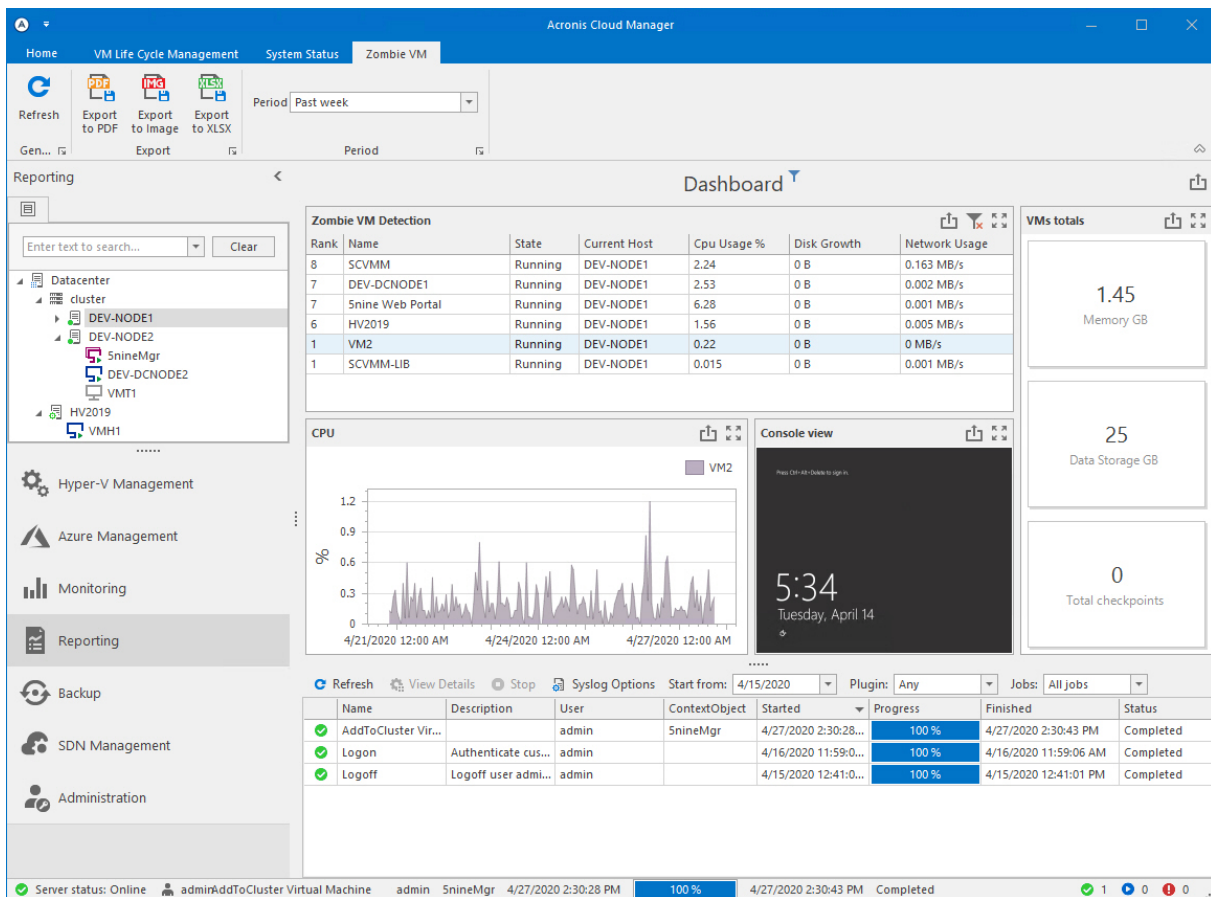 Acronis Cloud Manager
Home VM Life Cycle Management System Status Zombie VM
Refresh
Export to PDF
Export to Image
Export to XLSX
Period Past week
Gen... Export Period
Reporting
Dashboard
Enter text to search... Clear
Datacenter
cluster
DEV-NODE1
DEV-NODE2
5nineMgr
DEV-DCNODE2
VMT1
HV2019
VMH1
Hyper-V Management
Azure Management
Monitoring
Reporting
Backup
SDN Management
Administration
Zombie VM Detection
Rank Name State Current Host Cpu Usage % Disk Growth Network Usage
8 SCVMM Running DEV-NODE1 2.24 0 B 0.163 MB/s
7 DEV-DCNODE1 Running DEV-NODE1 2.53 0 B 0.002 MB/s
7 5nine Web Portal Running DEV-NODE1 6.28 0 B 0.001 MB/s
6 HV2019 Running DEV-NODE1 1.56 0 B 0.005 MB/s
1 VM2 Running DEV-NODE1 0.22 0 B 0 MB/s
1 SCVMM-LIB Running DEV-NODE1 0.015 0 B 0.001 MB/s
VMs totals
1.45
Memory GB
25
Data Storage GB
0
Total checkpoints
CPU
VM2
1.2
0.9
0.6
0.3
0
%
4/21/2020 12:00 AM 4/24/2020 12:00 AM 4/27/2020 12:00 AM
Console view
Press Ctrl+Alt+Delete to sign in.
5:34
Tuesday, April 14
Refresh View Details Stop Syslog Options Start from: 4/15/2020 Plugin: Any Jobs: All jobs
Name Description User ContextObject Started Progress Finished Status
AddToCluster Vir... admin 5nineMgr 4/27/2020 2:30:28... 100 % 4/27/2020 2:30:43 PM Completed
Logon Authenticate cus... admin 4/16/2020 11:59:0... 100 % 4/16/2020 11:59:06 AM Completed
Logoff Logoff user admi... admin 4/15/2020 12:41:0... 100 % 4/15/2020 12:41:01 PM Completed
Server status: Online adminAddToCluster Virtual Machine admin 5nineMgr 4/27/2020 2:30:28 PM 100 % 4/27/2020 2:30:43 PM Completed 1 0 0